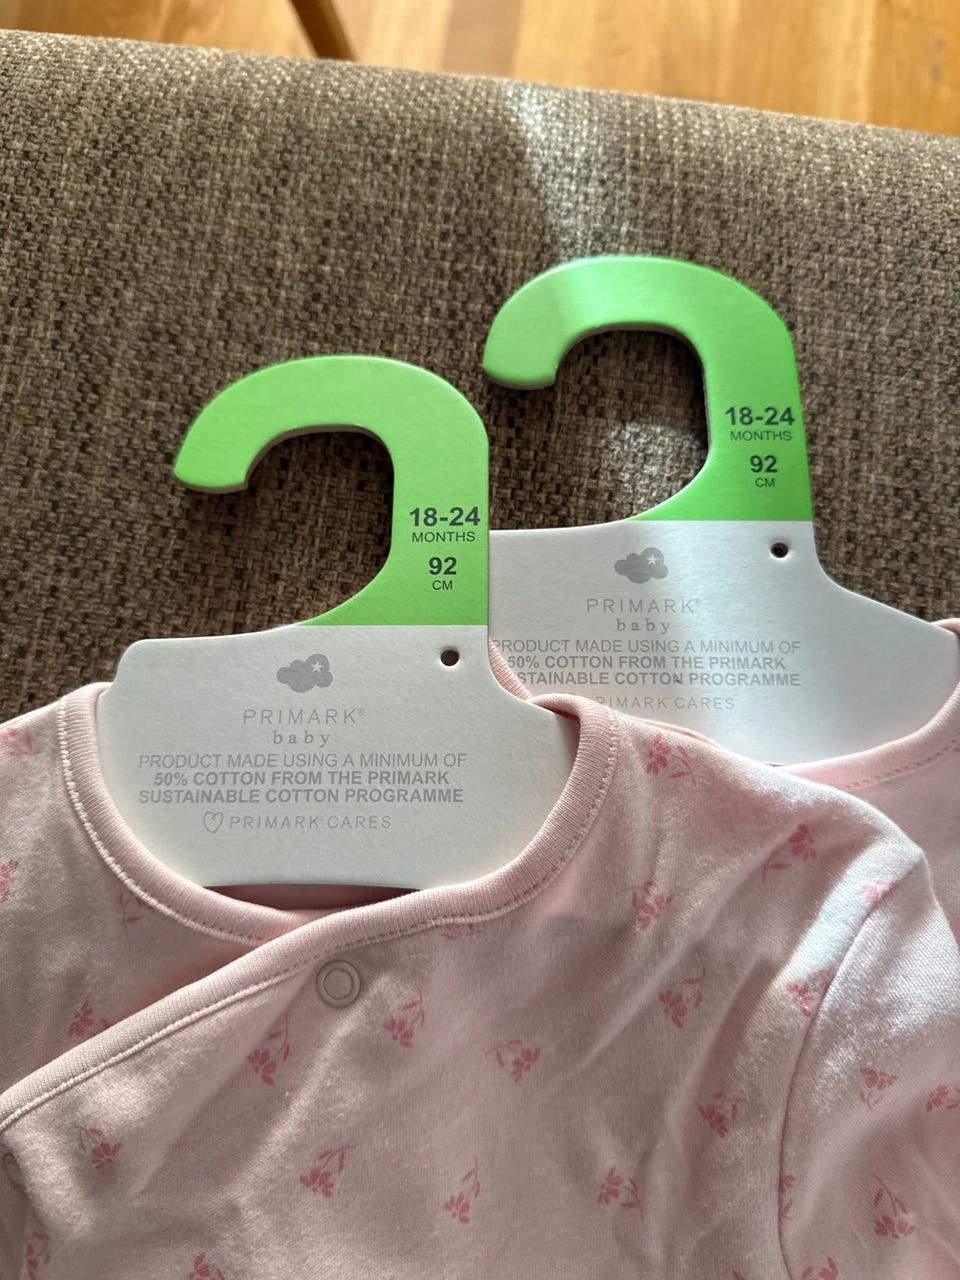 18-24
MONTHS
92
CM
PRIMARK®
baby
PRODUCT MADE USING A MINIMUM OF
50% COTTON FROM THE PRIMARK
SUSTAINABLE COTTON PROGRAMME
PRIMARK CARES
18-24
MONTHS
92
CM
PRIMARK®
baby
PRODUCT MADE USING A MINIMUM OF
50% COTTON FROM THE PRIMARK
STAINABLE COTTON PROGRAMME
PRIMARK CARES